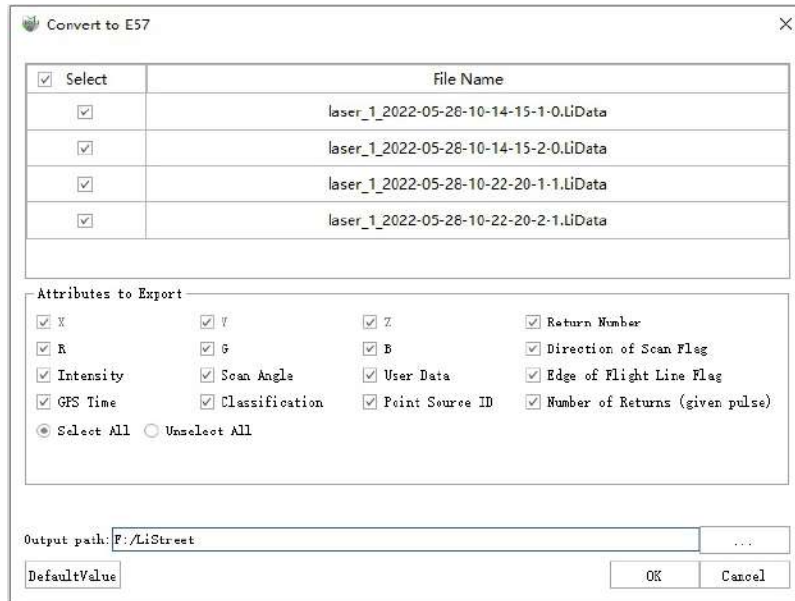 Convert to E57
Select File Name
laser_1_2022-05-28-10-14-15-1-0.LiData
laser_1_2022-05-28-10-14-15-2-0.LiData
laser_1_2022-05-28-10-22-20-1-1.LiData
laser_1_2022-05-28-10-22-20-2-1.LiData
Attributes to Export
X Y Z Return Number
R G B Direction of Scan Flag
Intensity Scan Angle User Data Edge of Flight Line Flag
GPS Time Classification Point Source ID Number of Returns (given pulse)
Select All Unselect All
Output path: F:/LiStreet ...
DefaultValue OK Cancel